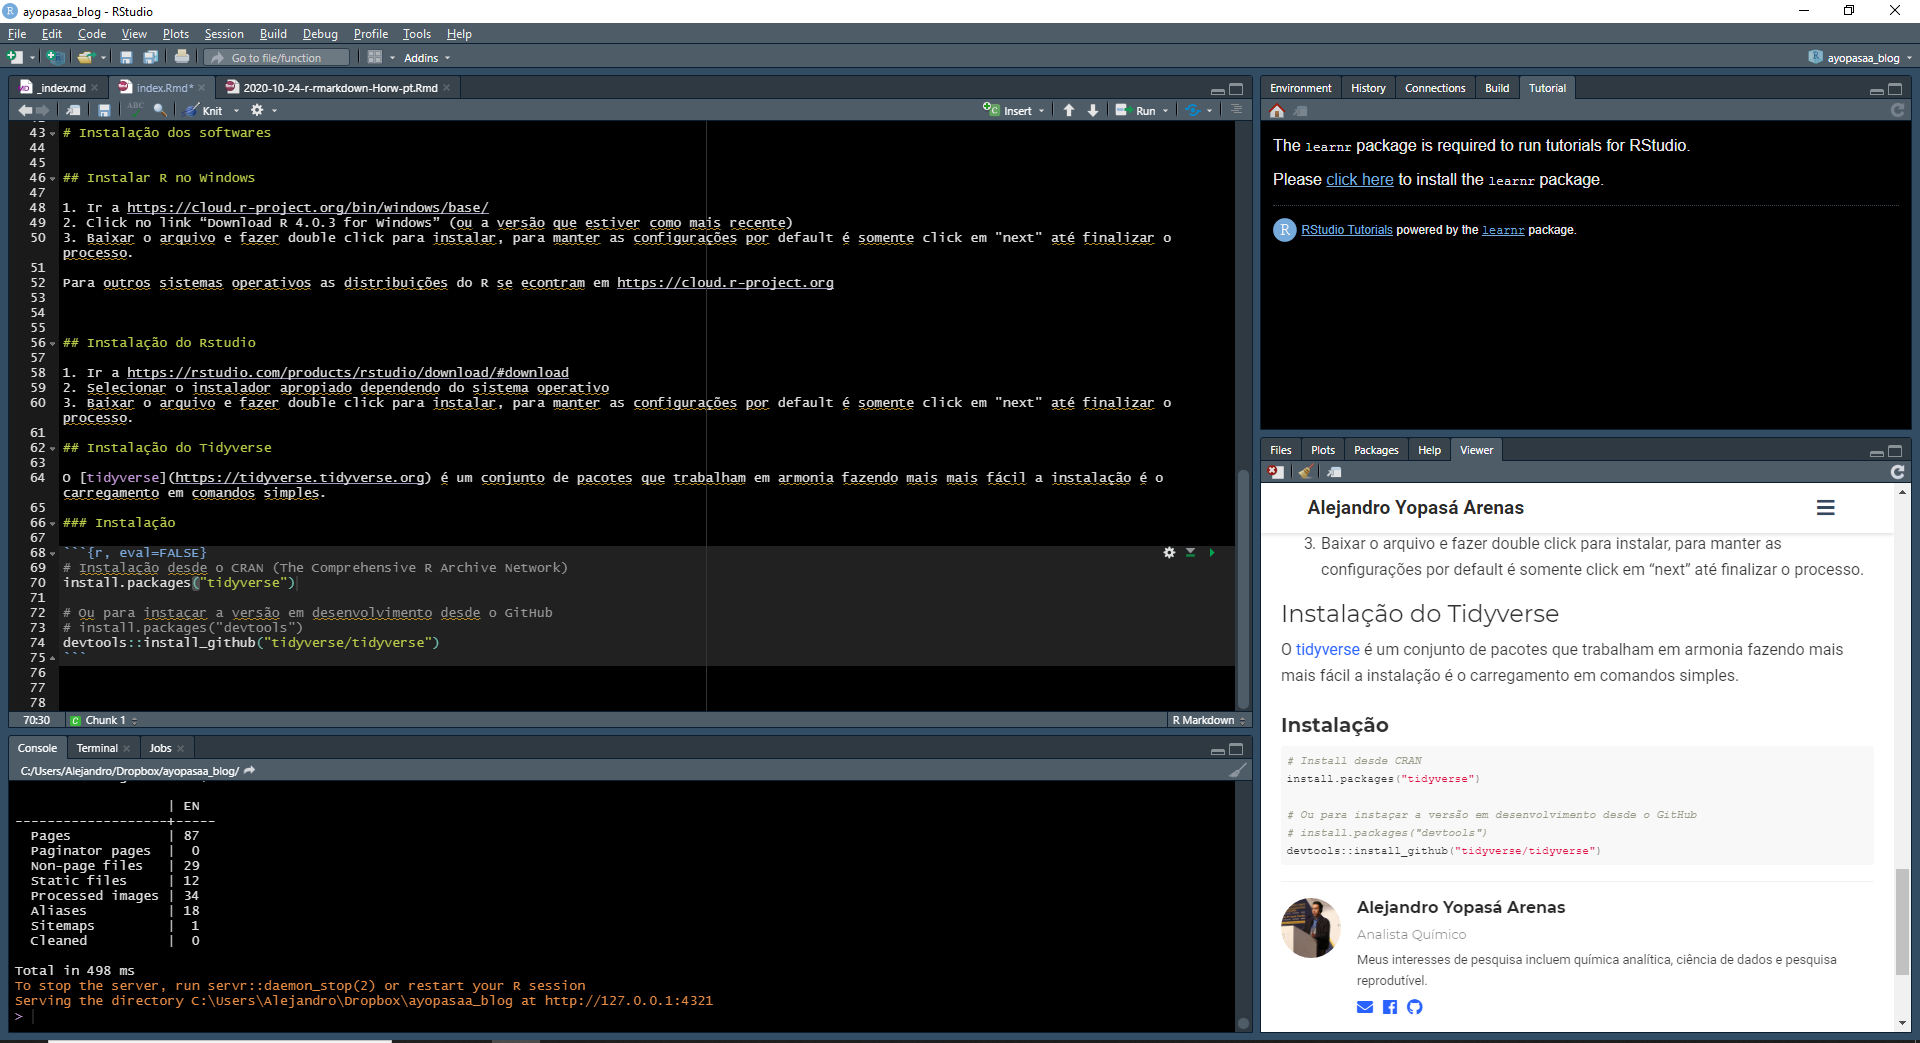 ayopasaa_blog - RStudio
File Edit Code View Plots Session Build Debug Profile Tools Help
Go to file/function Addins ayopasaa_blog
_index.md index.Rmd* 2020-10-24-r-rmarkdown-Horw-pt.Rmd
ABC Knit Insert Run
43 # Instalação dos softwares
44
45
46 ## Instalar R no Windows
47
48 1. Ir a https://cloud.r-project.org/bin/windows/base/
49 2. Click no link “Download R 4.0.3 for Windows” (ou a versão que estiver como mais recente)
50 3. Baixar o arquivo e fazer double click para instalar, para manter as configurações por default é somente click em "next" até finalizar o
processo.
51
52 Para outros sistemas operativos as distribuições do R se econtram em https://cloud.r-project.org
53
54
55
56 ## Instalação do Rstudio
57
58 1. Ir a https://rstudio.com/products/rstudio/download/#download
59 2. Selecionar o instalador apropiado dependendo do sistema operativo
60 3. Baixar o arquivo e fazer double click para instalar, para manter as configurações por default é somente click em "next" até finalizar o
processo.
61
62 ## Instalação do Tidyverse
63
64 O [tidyverse](https://tidyverse.tidyverse.org) é um conjunto de pacotes que trabalham em armonia fazendo mais mais fácil a instalação é o
carregamento em comandos simples.
65
66 ### Instalação
67
68 ```{r, eval=FALSE}
69 # Instalação desde o CRAN (The Comprehensive R Archive Network)
70 install.packages("tidyverse")
71
72 # Ou para instaçar a versão em desenvolvimento desde o GitHub
73 # install.packages("devtools")
74 devtools::install_github("tidyverse/tidyverse")
75 ```
76
77
78
70:30 C Chunk 1 R Markdown
Console Terminal Jobs
C:/Users/Alejandro/Dropbox/ayopasaa_blog/
| EN
-------------------+-----
Pages | 87
Paginator pages | 0
Non-page files | 29
Static files | 12
Processed images | 34
Aliases | 18
Sitemaps | 1
Cleaned | 0
Total in 498 ms
To stop the server, run servr::daemon_stop(2) or restart your R session
Serving the directory C:\Users\Alejandro\Dropbox\ayopasaa_blog at http://127.0.0.1:4321
>
Environment History Connections Build Tutorial
The learnr package is required to run tutorials for RStudio.
Please click here to install the learnr package.
R RStudio Tutorials powered by the learnr package.
Files Plots Packages Help Viewer
Alejandro Yopasá Arenas
3. Baixar o arquivo e fazer double click para instalar, para manter as
configurações por default é somente click em “next” até finalizar o processo.
Instalação do Tidyverse
O tidyverse é um conjunto de pacotes que trabalham em armonia fazendo mais
mais fácil a instalação é o carregamento em comandos simples.
Instalação
# Install desde CRAN
install.packages("tidyverse")
# Ou para instaçar a versão em desenvolvimento desde o GitHub
# install.packages("devtools")
devtools::install_github("tidyverse/tidyverse")
Alejandro Yopasá Arenas
Analista Químico
Meus interesses de pesquisa incluem química analítica, ciência de dados e pesquisa
reprodutível.